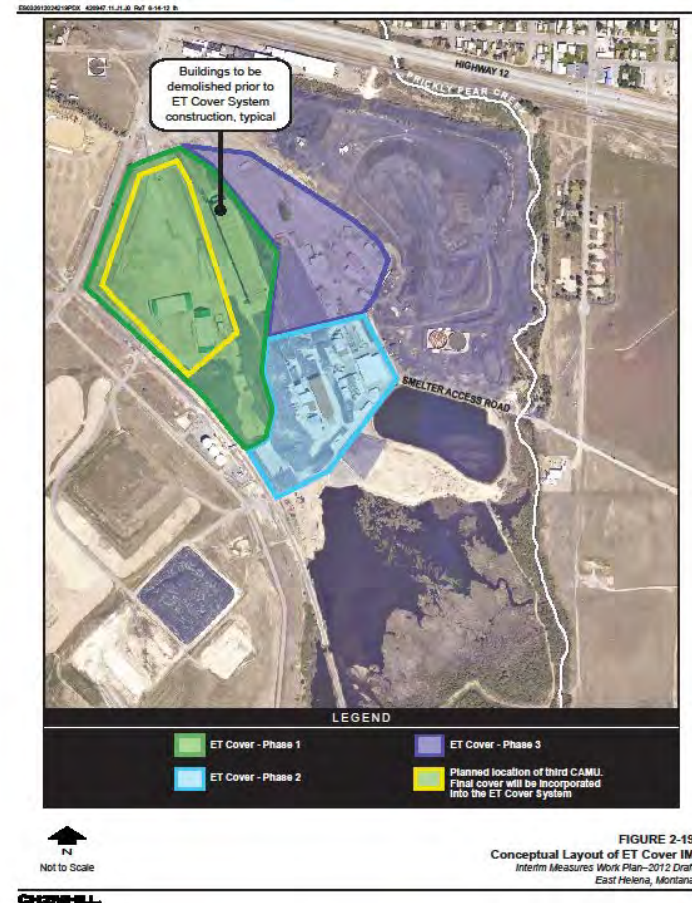 Buildings to be
demolished prior to
ET Cover System
construction, typical
HIGHWAY 12
PRICKLY PEAR CREEK
SMELTER ACCESS ROAD
LEGEND
ET Cover - Phase 1
ET Cover - Phase 3
ET Cover - Phase 2
Planned location of third CAMU.
Final cover will be incorporated
into the ET Cover System
N
Not to Scale
FIGURE 2-19
Conceptual Layout of ET Cover IM
Interim Measures Work Plan–2012 Draft
East Helena, Montana